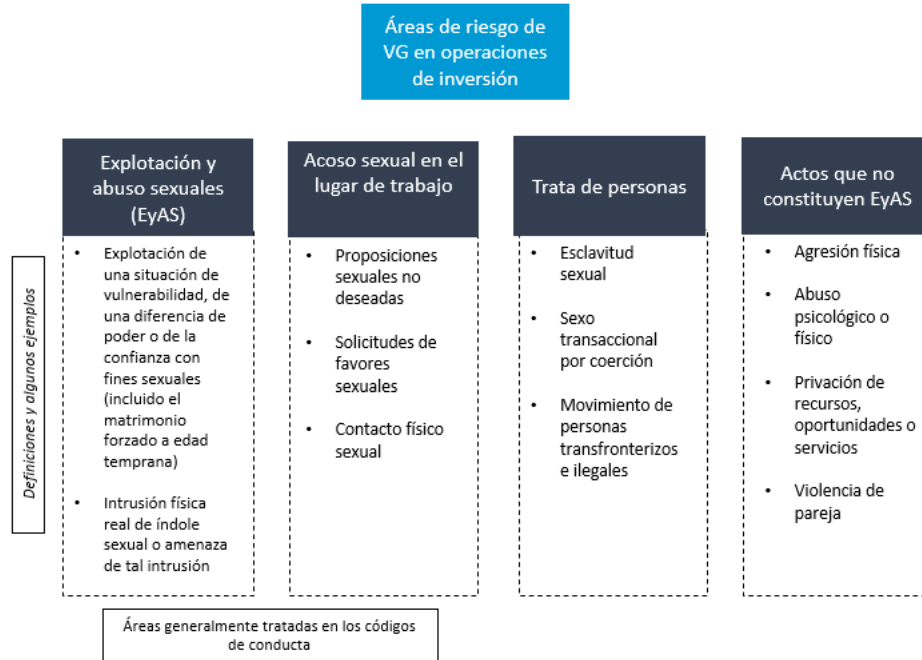 Áreas de riesgo de
VG en operaciones
de inversión
Explotación y
abuso sexuales
(EyAS)
Acoso sexual en el
lugar de trabajo
Trata de personas
Actos que no
constituyen EyAS
Definiciones y algunos ejemplos
• Explotación de
una situación de
vulnerabilidad, de
una diferencia de
poder o de la
confianza con
fines sexuales
(incluido el
matrimonio
forzado a edad
temprana)
• Intrusión física
real de índole
sexual o amenaza
de tal intrusión
• Proposiciones
sexuales no
deseadas
• Solicitudes de
favores
sexuales
• Contacto físico
sexual
• Esclavitud
sexual
• Sexo
transaccional
por coerción
• Movimiento de
personas
transfronterizos
e ilegales
• Agresión física
• Abuso
psicológico o
físico
• Privación de
recursos,
oportunidades o
servicios
• Violencia de
pareja
Áreas generalmente tratadas en los códigos
de conducta